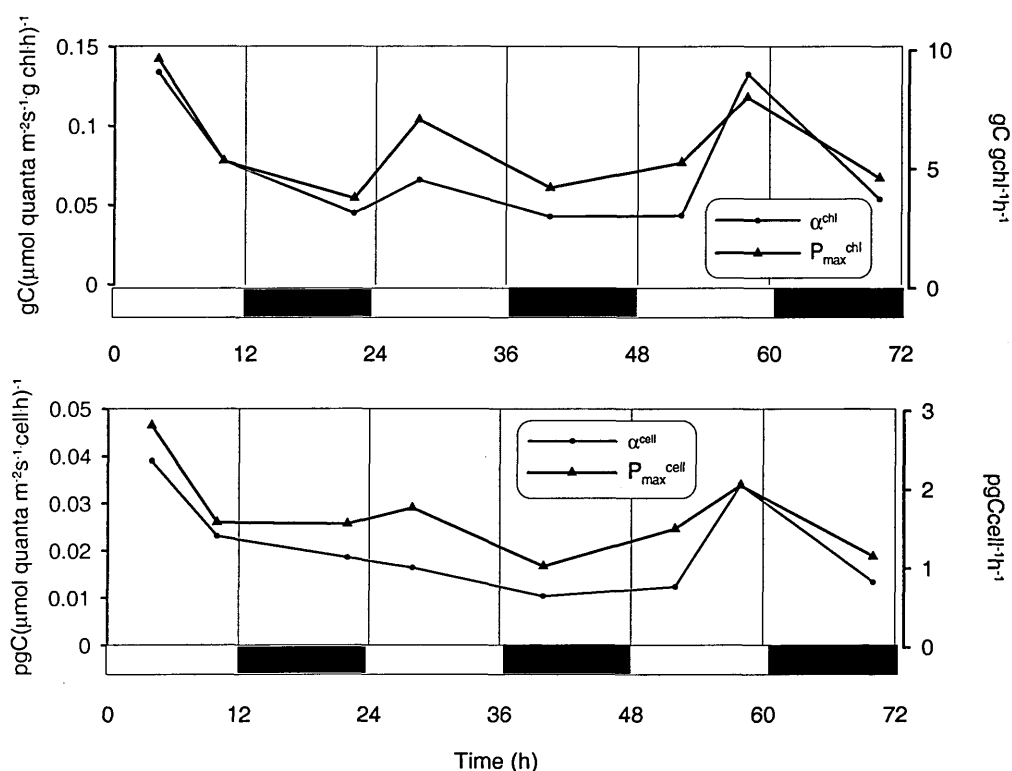 gC(µmol quanta m⁻²s⁻¹·g chl·h)⁻¹
0.15
0.1
0.05
0
10
5
0
gC gchl⁻¹h⁻¹
α^chl
P_max^chl
0 12 24 36 48 60 72
pgC(µmol quanta m⁻²s⁻¹·cell·h)⁻¹
0.05
0.04
0.03
0.02
0.01
0
3
2
1
0
pgCcell⁻¹h⁻¹
α^cell
P_max^cell
0 12 24 36 48 60 72
Time (h)